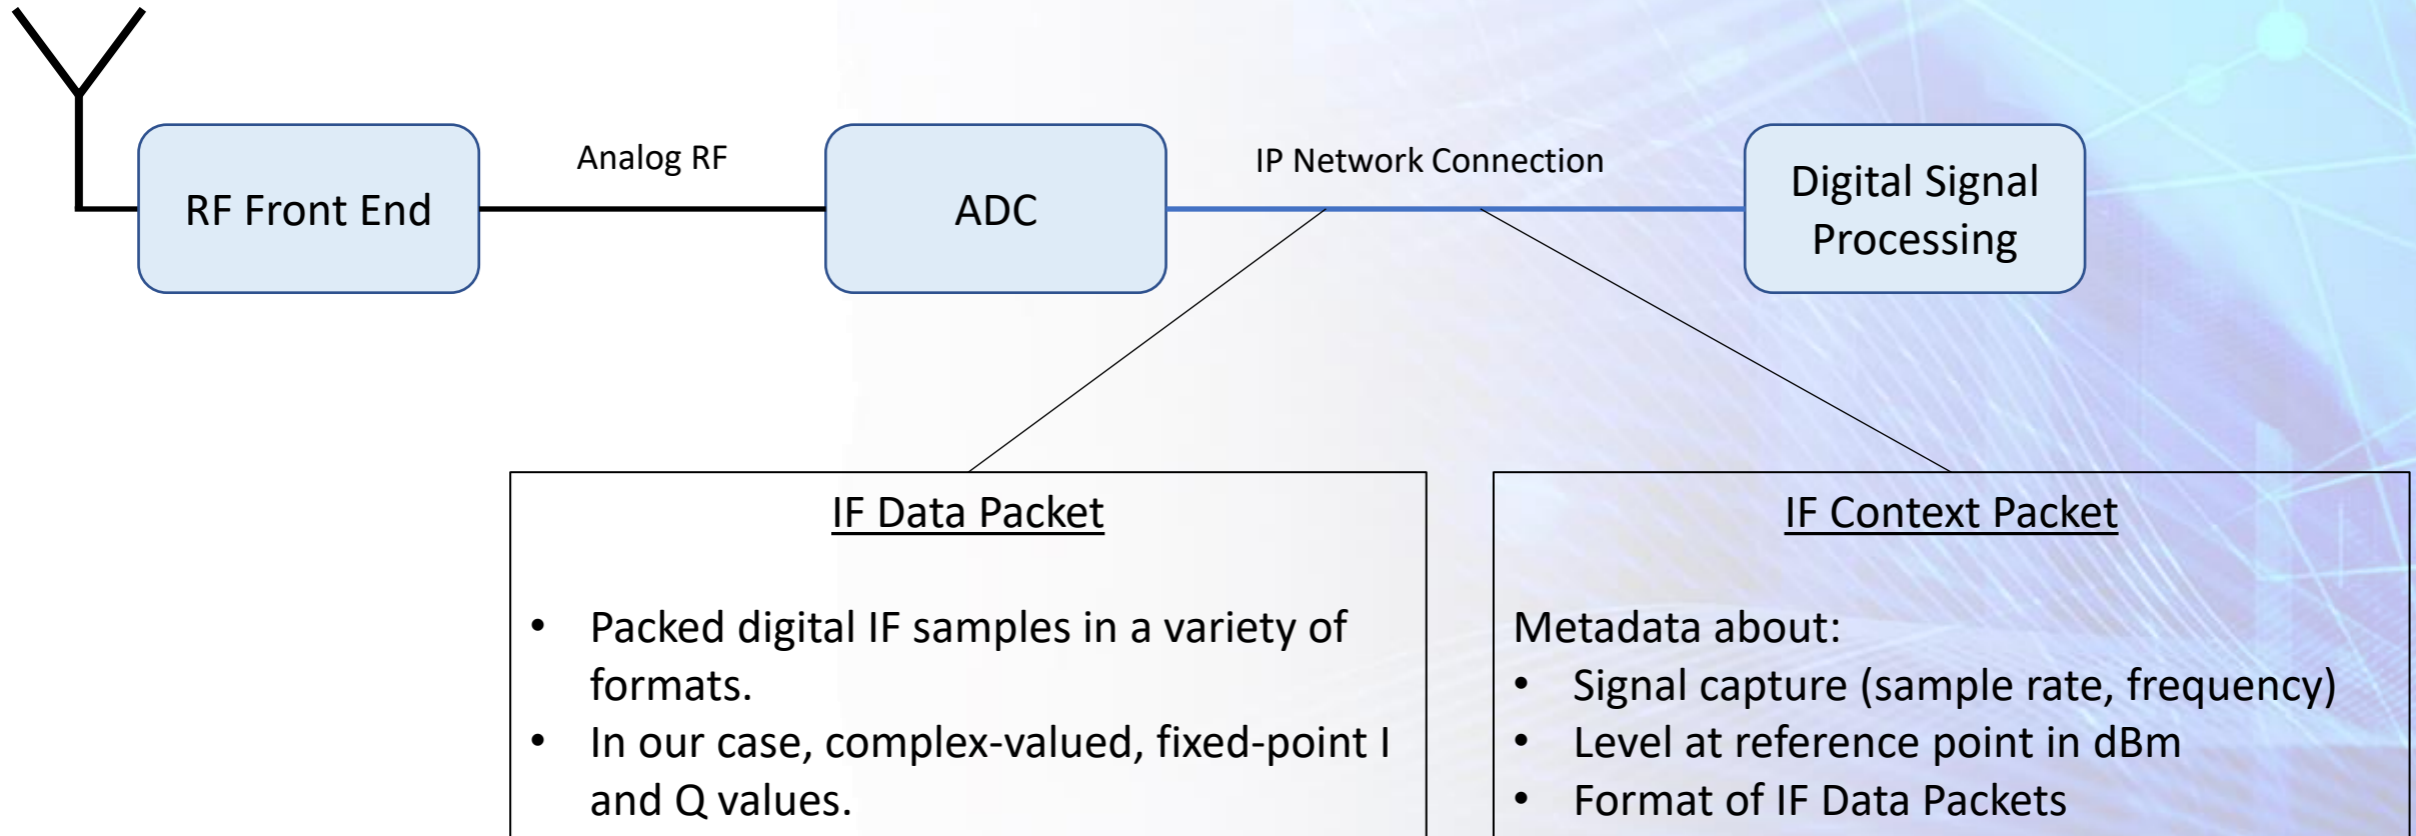 Analog RF
IP Network Connection
RF Front End
ADC
Digital Signal
Processing
IF Data Packet
• Packed digital IF samples in a variety of
formats.
• In our case, complex-valued, fixed-point I
and Q values.
IF Context Packet
Metadata about:
• Signal capture (sample rate, frequency)
• Level at reference point in dBm
• Format of IF Data Packets